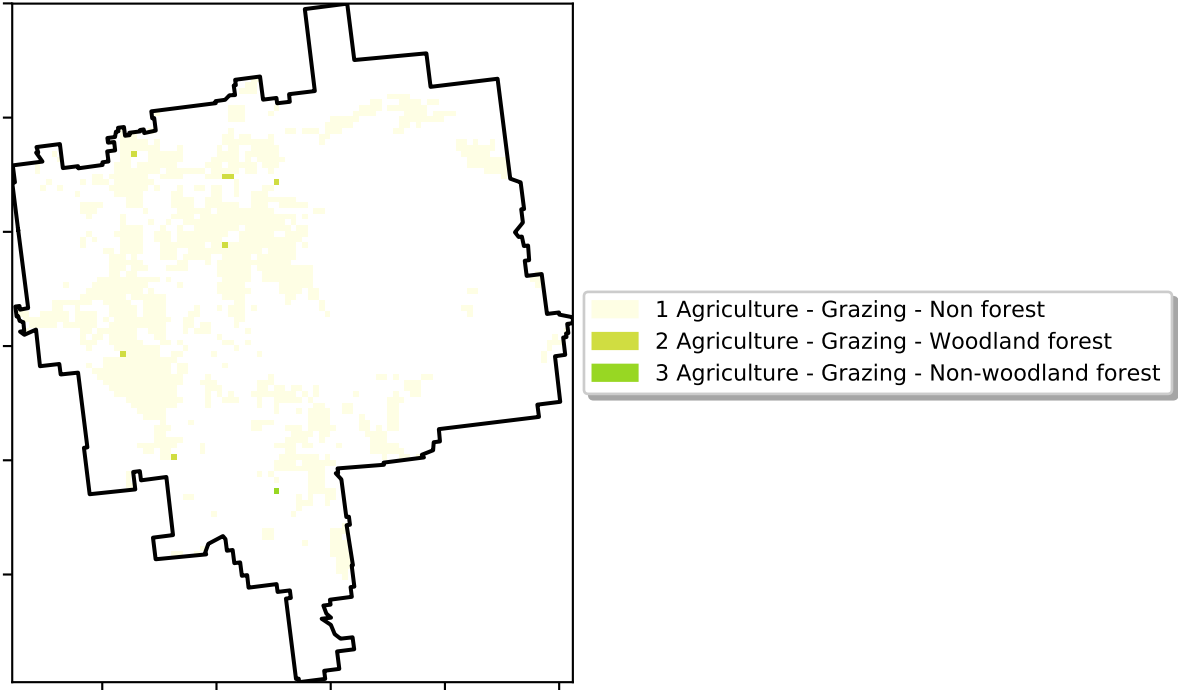 1 Agriculture - Grazing - Non forest
2 Agriculture - Grazing - Woodland forest
3 Agriculture - Grazing - Non-woodland forest